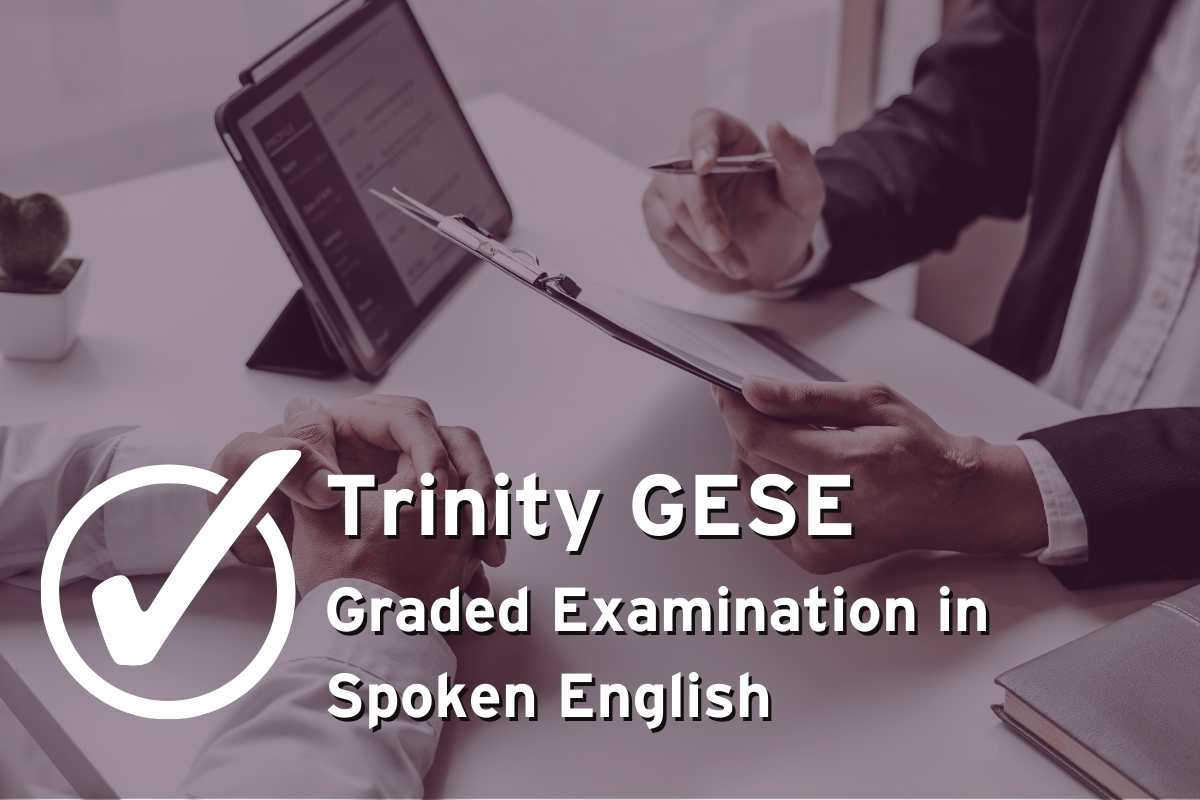 Trinity GESE
Graded Examination in
Spoken English